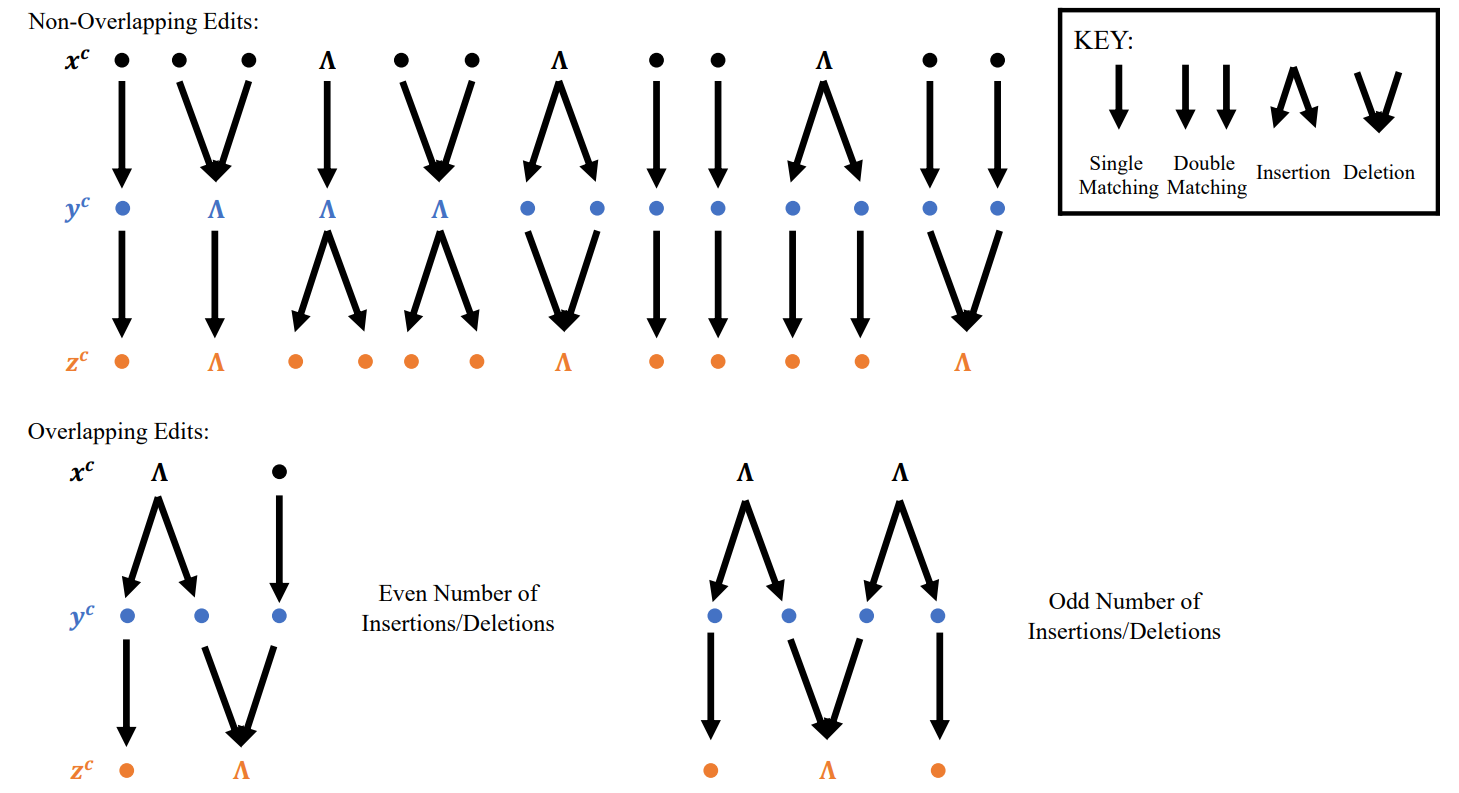 Non-Overlapping Edits:
x^c Λ Λ Λ
y^c Λ Λ Λ
z^c Λ Λ Λ
KEY:
Single Matching
Double Matching
Insertion
Deletion
Overlapping Edits:
x^c Λ Λ Λ
y^c
Even Number of
Insertions/Deletions
Odd Number of
Insertions/Deletions
z^c Λ Λ